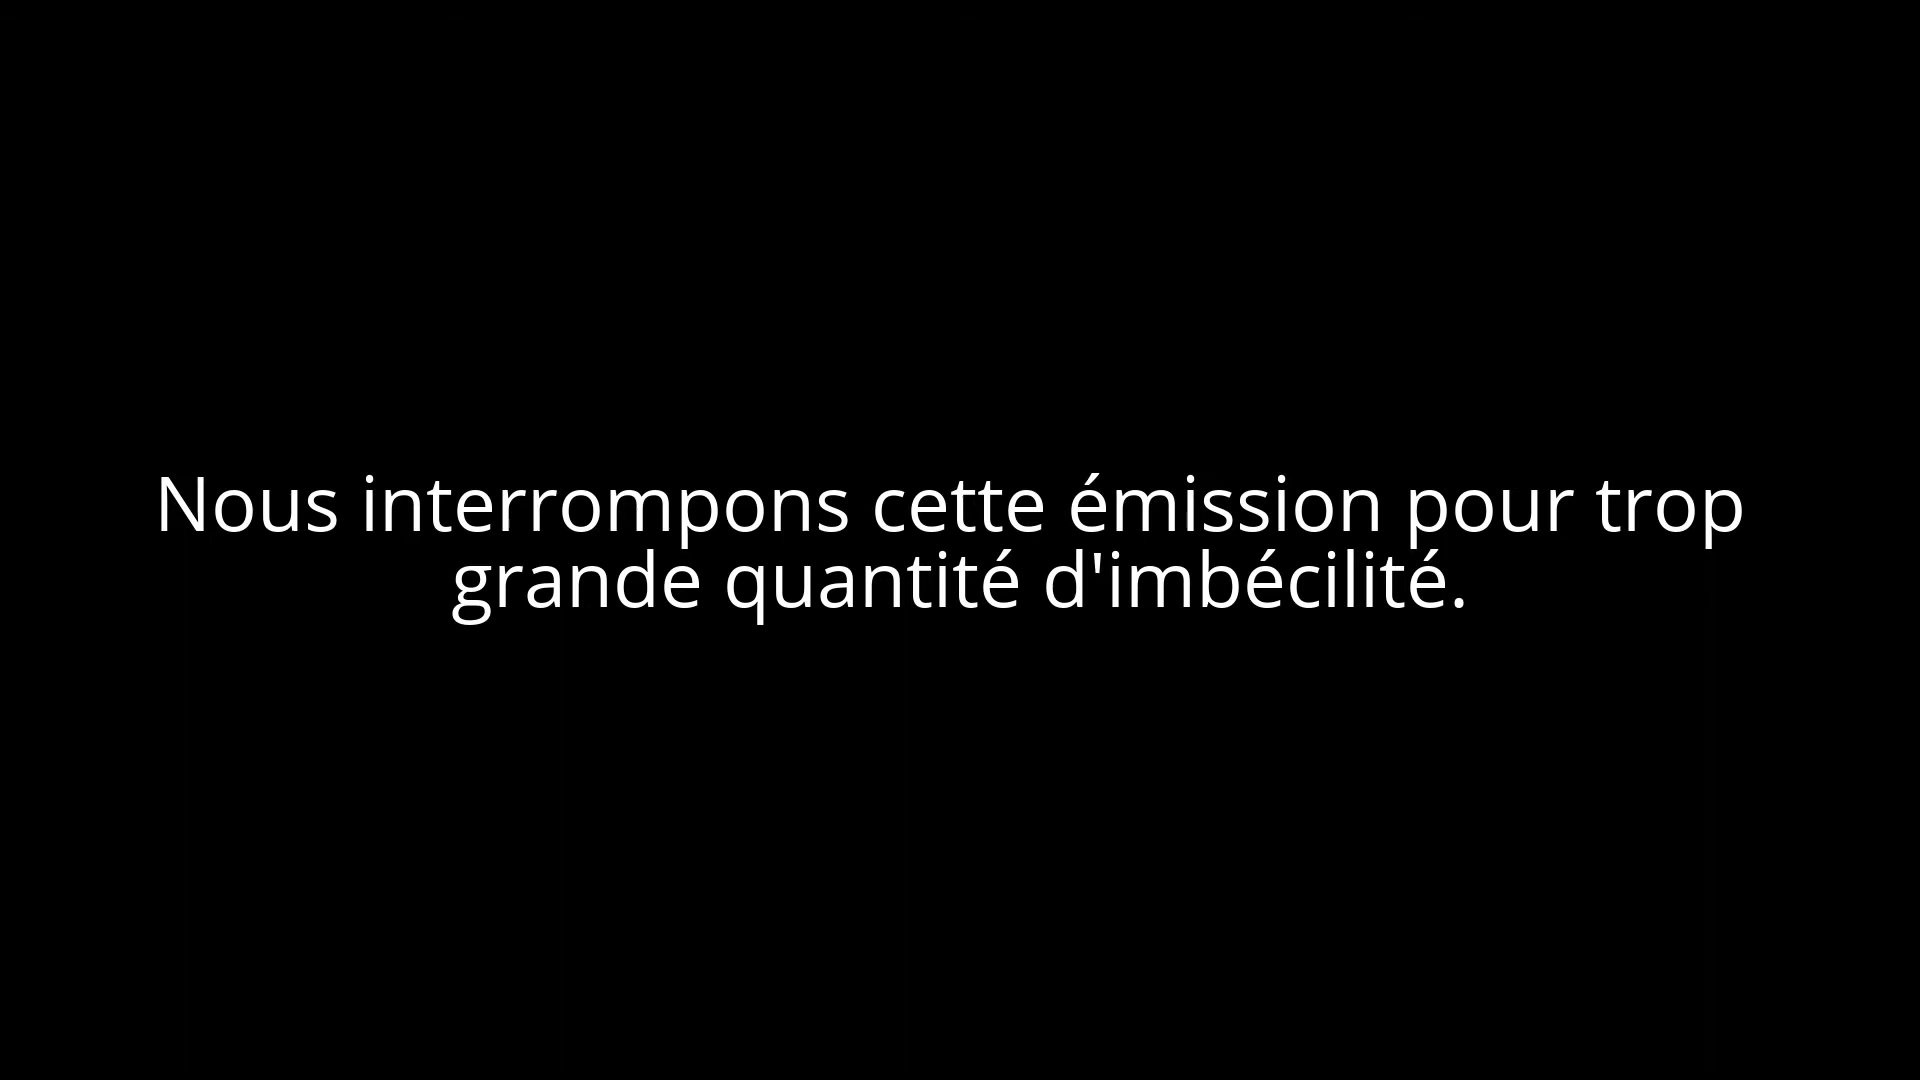 Nous interrompons cette émission pour trop
grande quantité d'imbécilité.